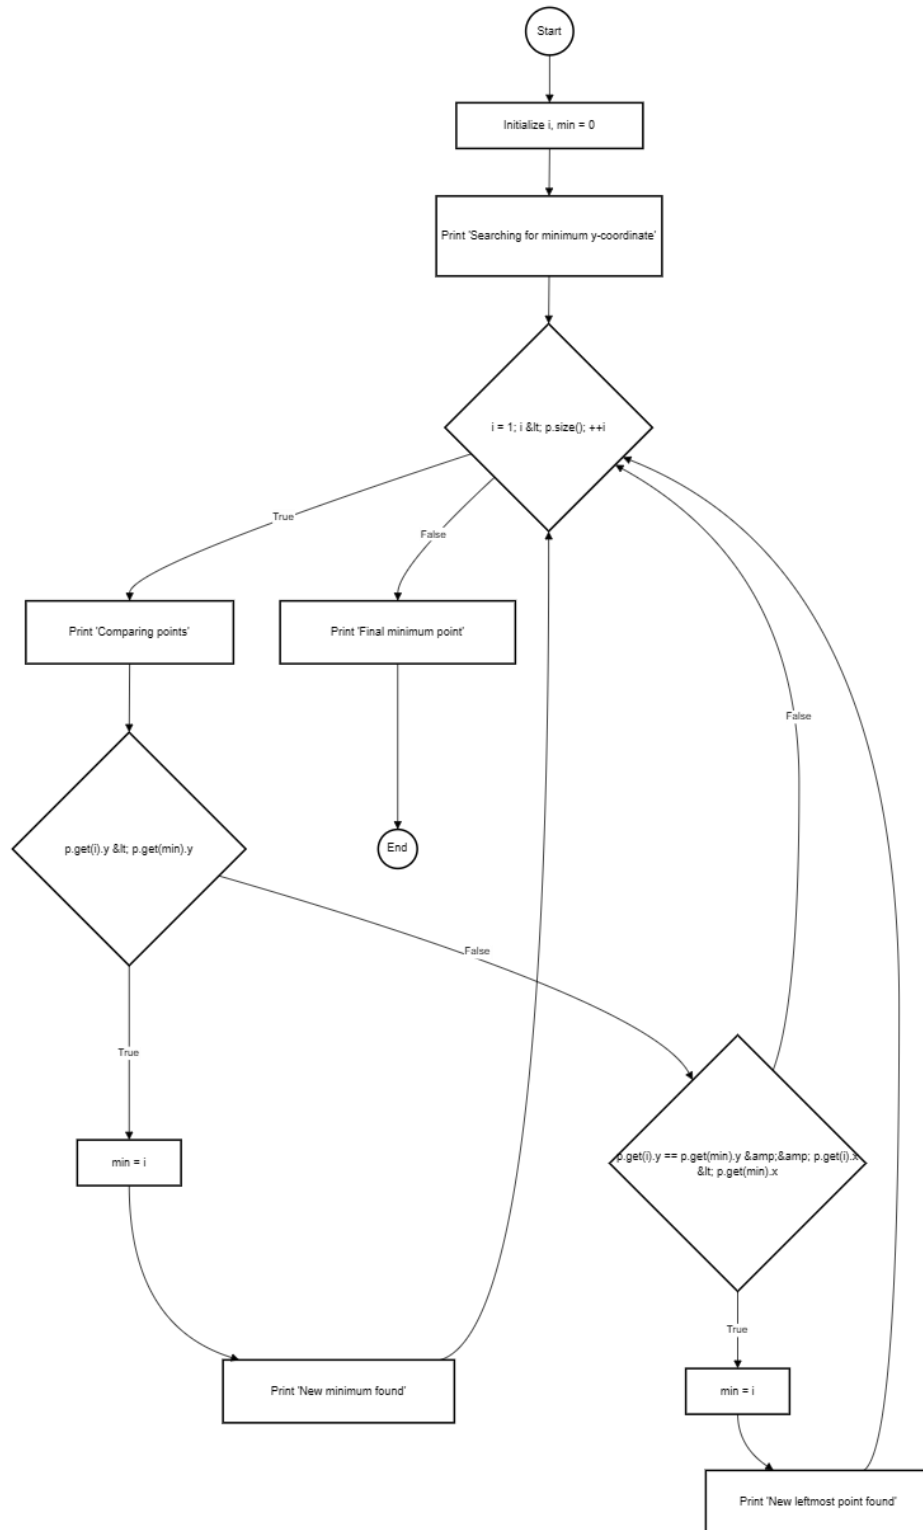 Start
Initialize i, min = 0
Print 'Searching for minimum y-coordinate'
i = 1; i &lt; p.size(); ++i
True
False
Print 'Comparing points'
Print 'Final minimum point'
False
p.get(i).y &lt; p.get(min).y
End
False
True
min = i
p.get(i).y == p.get(min).y &amp;&amp; p.get(i).x
&lt; p.get(min).x
True
Print 'New minimum found'
min = i
Print 'New leftmost point found'